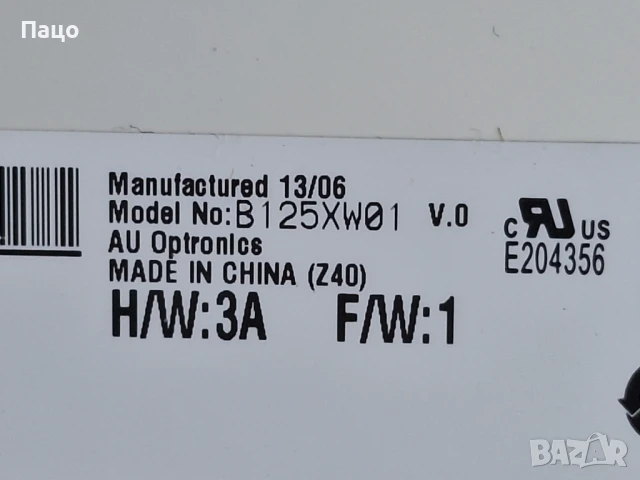 Пацо
Manufactured 13/06
Model No:B125XW01 V.0
AU Optronics
MADE IN CHINA (Z40)
H/W:3A F/W:1
c RU US
E204356
BAZAR